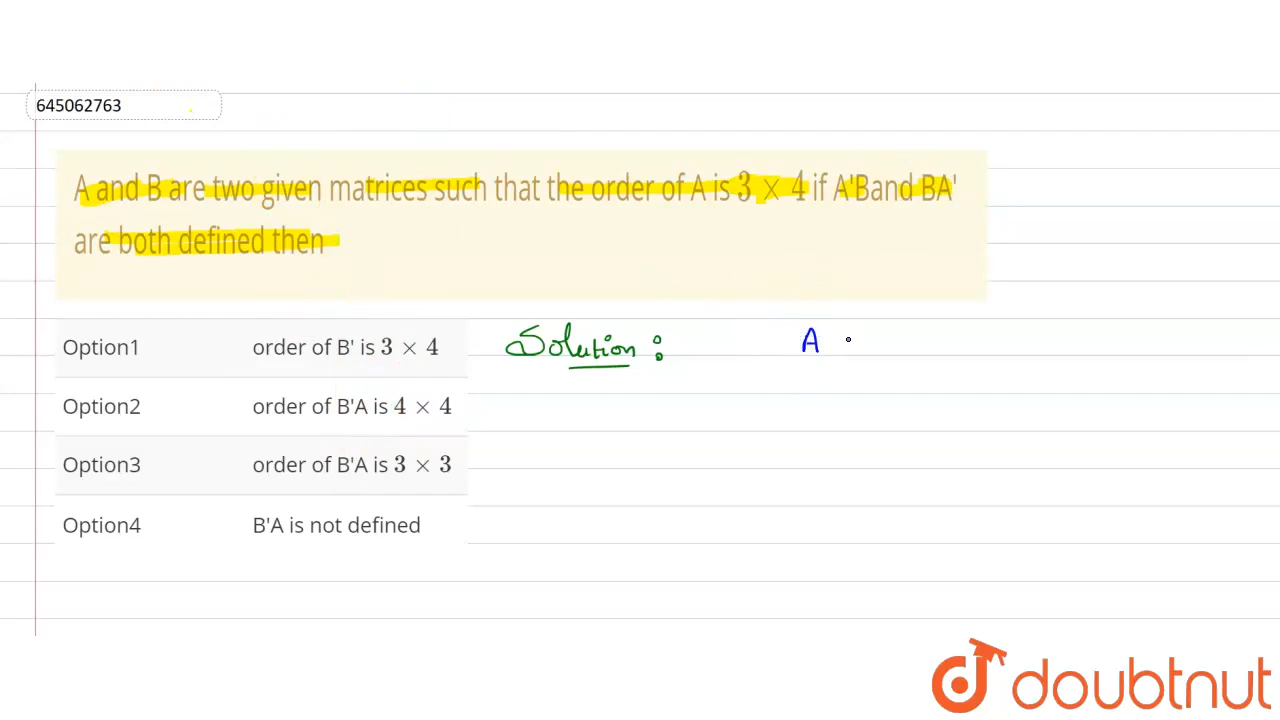 645062763
A and B are two given matrices such that the order of A is 3 × 4 if A'Band BA'
are both defined then
Option1 order of B' is 3 × 4
Solution : A :
Option2 order of B'A is 4 × 4
Option3 order of B'A is 3 × 3
Option4 B'A is not defined
doubtnut